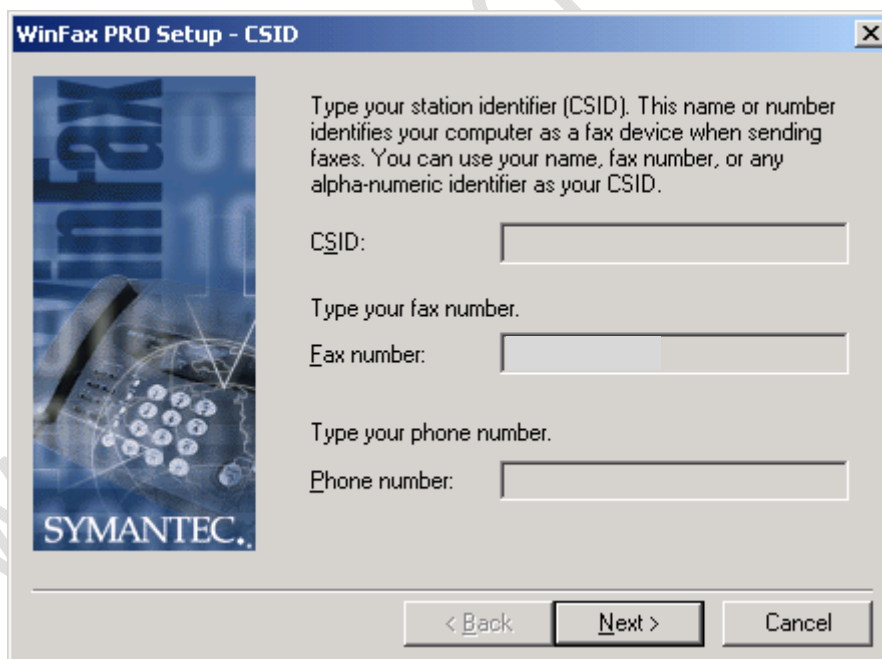 WinFax PRO Setup - CSID
WinFax
Type your station identifier (CSID). This name or number
identifies your computer as a fax device when sending
faxes. You can use your name, fax number, or any
alpha-numeric identifier as your CSID.
CSID:
Type your fax number.
Fax number:
Type your phone number.
Phone number:
SYMANTEC.
< Back
Next >
Cancel